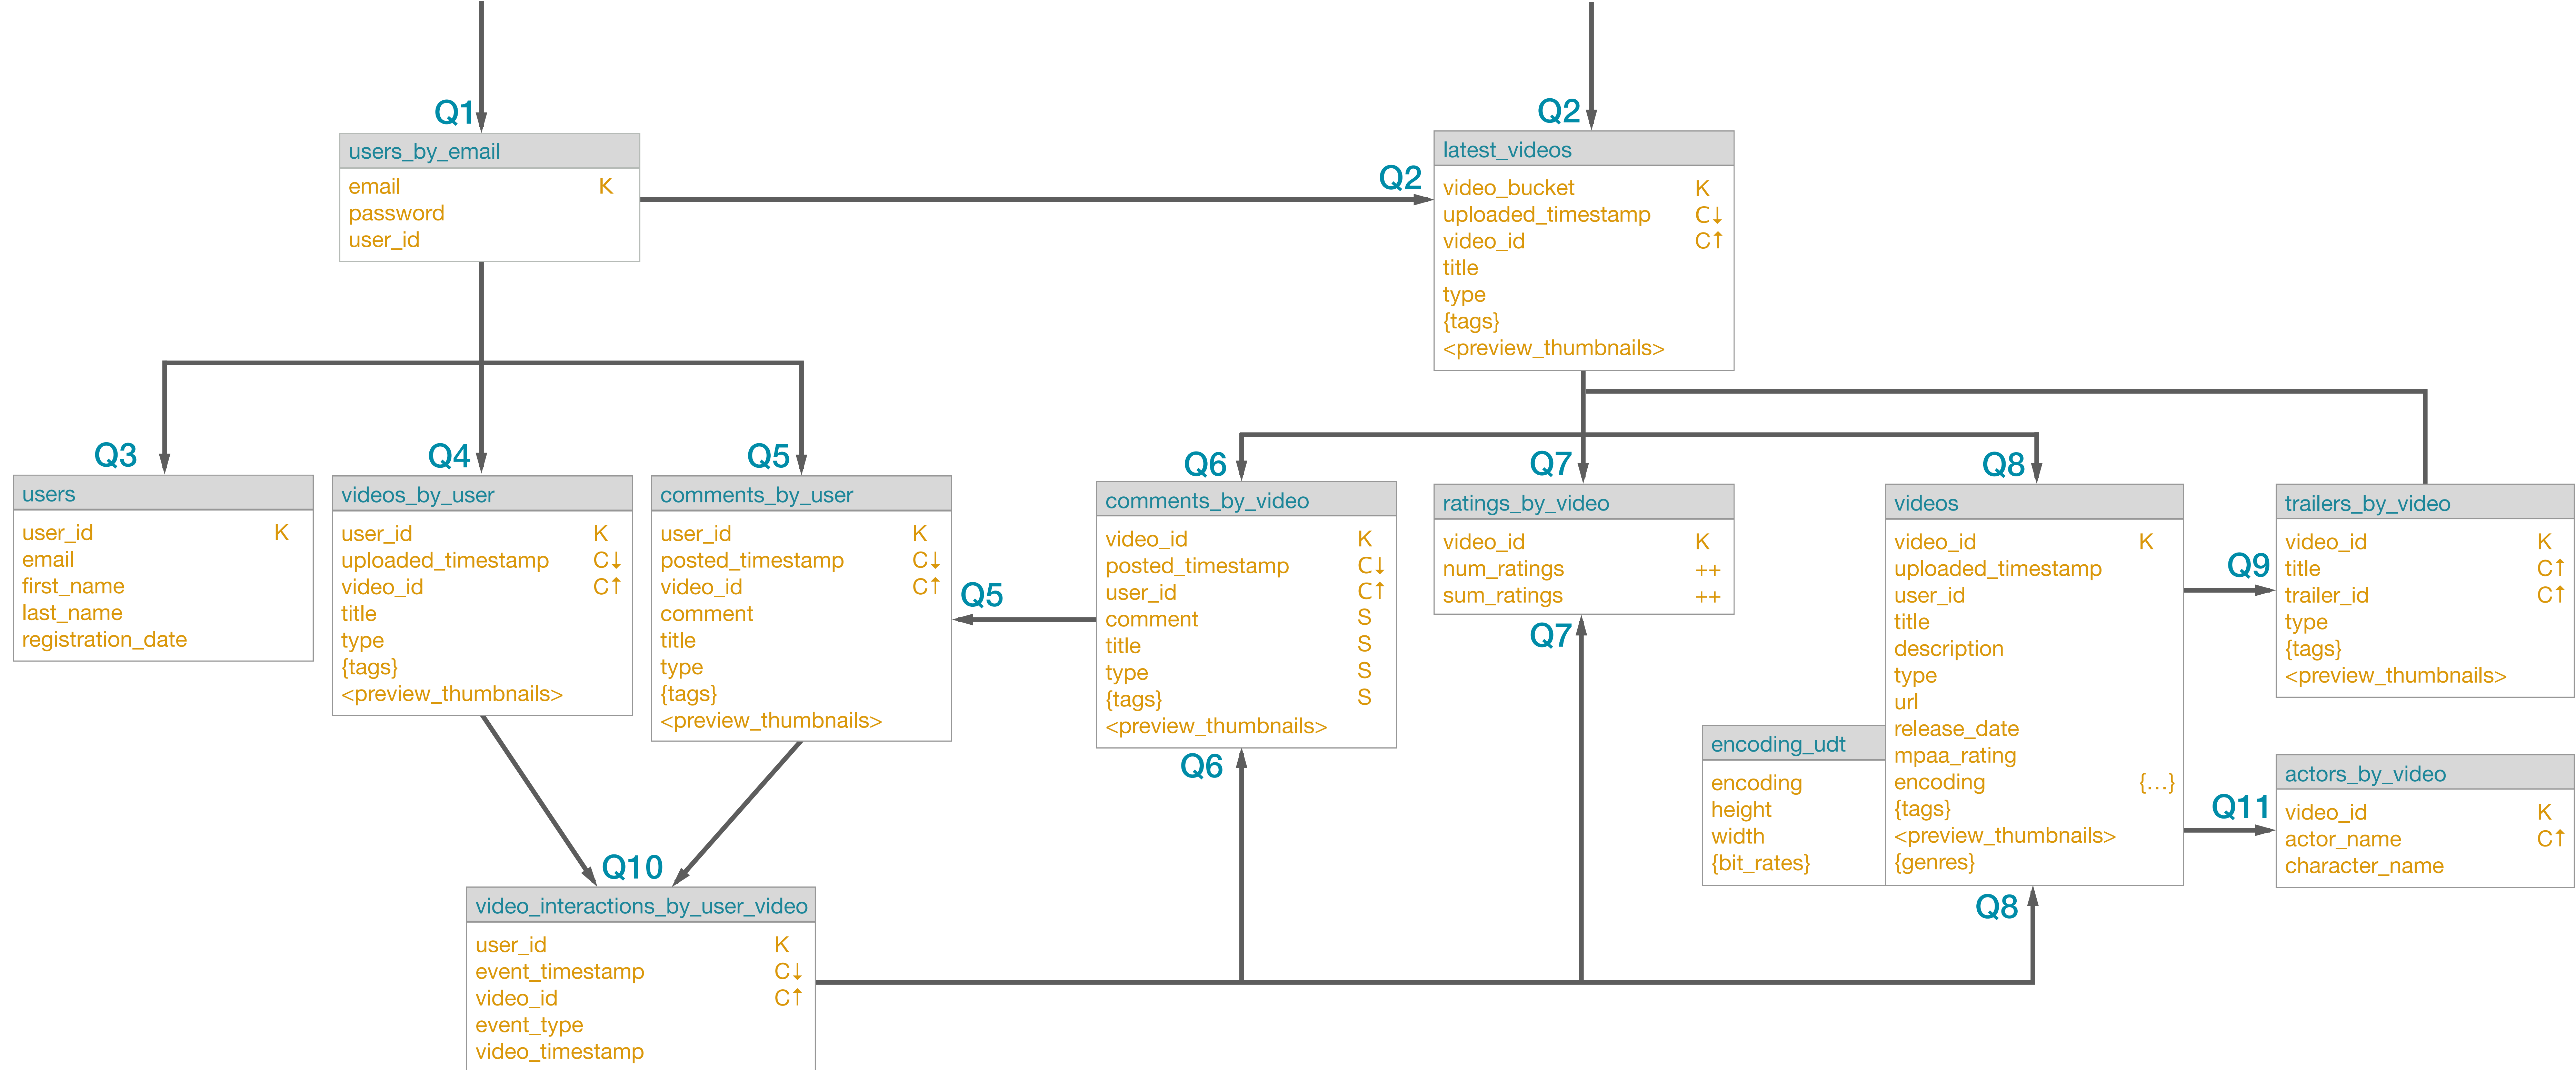 Q1
users_by_email
email K
password
user_id
Q2
Q2
latest_videos
video_bucket K
uploaded_timestamp C↓
video_id C↑
title
type
{tags}
<preview_thumbnails>
Q3
users
user_id K
email
first_name
last_name
registration_date
Q4
videos_by_user
user_id K
uploaded_timestamp C↓
video_id C↑
title
type
{tags}
<preview_thumbnails>
Q5
comments_by_user
user_id K
posted_timestamp C↓
video_id C↑
comment
title
type
{tags}
<preview_thumbnails>
Q5
Q6
comments_by_video
video_id K
posted_timestamp C↓
user_id C↑
comment S
title S
type S
{tags} S
<preview_thumbnails>
Q6
Q7
ratings_by_video
video_id K
num_ratings ++
sum_ratings ++
Q7
Q8
videos
video_id K
uploaded_timestamp
user_id
title
description
type
url
release_date
mpaa_rating
encoding {...}
{tags}
<preview_thumbnails>
{genres}
Q8
encoding_udt
encoding
height
width
{bit_rates}
Q9
trailers_by_video
video_id K
title C↑
trailer_id C↑
type
{tags}
<preview_thumbnails>
Q11
actors_by_video
video_id K
actor_name C↑
character_name
Q10
video_interactions_by_user_video
user_id K
event_timestamp C↓
video_id C↑
event_type
video_timestamp